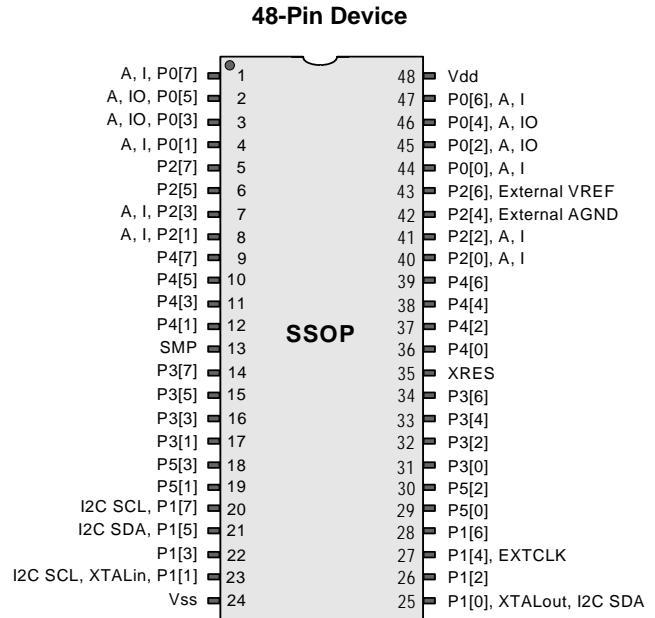 48-Pin Device
A, I, P0[7] 1 48 Vdd
A, IO, P0[5] 2 47 P0[6], A, I
A, IO, P0[3] 3 46 P0[4], A, IO
A, I, P0[1] 4 45 P0[2], A, IO
P2[7] 5 44 P0[0], A, I
P2[5] 6 43 P2[6], External VREF
A, I, P2[3] 7 42 P2[4], External AGND
A, I, P2[1] 8 41 P2[2], A, I
P4[7] 9 40 P2[0], A, I
P4[5] 10 39 P4[6]
P4[3] 11 38 P4[4]
P4[1] 12 SSOP 37 P4[2]
SMP 13 36 P4[0]
P3[7] 14 35 XRES
P3[5] 15 34 P3[6]
P3[3] 16 33 P3[4]
P3[1] 17 32 P3[2]
P5[3] 18 31 P3[0]
P5[1] 19 30 P5[2]
I2C SCL, P1[7] 20 29 P5[0]
I2C SDA, P1[5] 21 28 P1[6]
P1[3] 22 27 P1[4], EXTCLK
I2C SCL, XTALin, P1[1] 23 26 P1[2]
Vss 24 25 P1[0], XTALout, I2C SDA